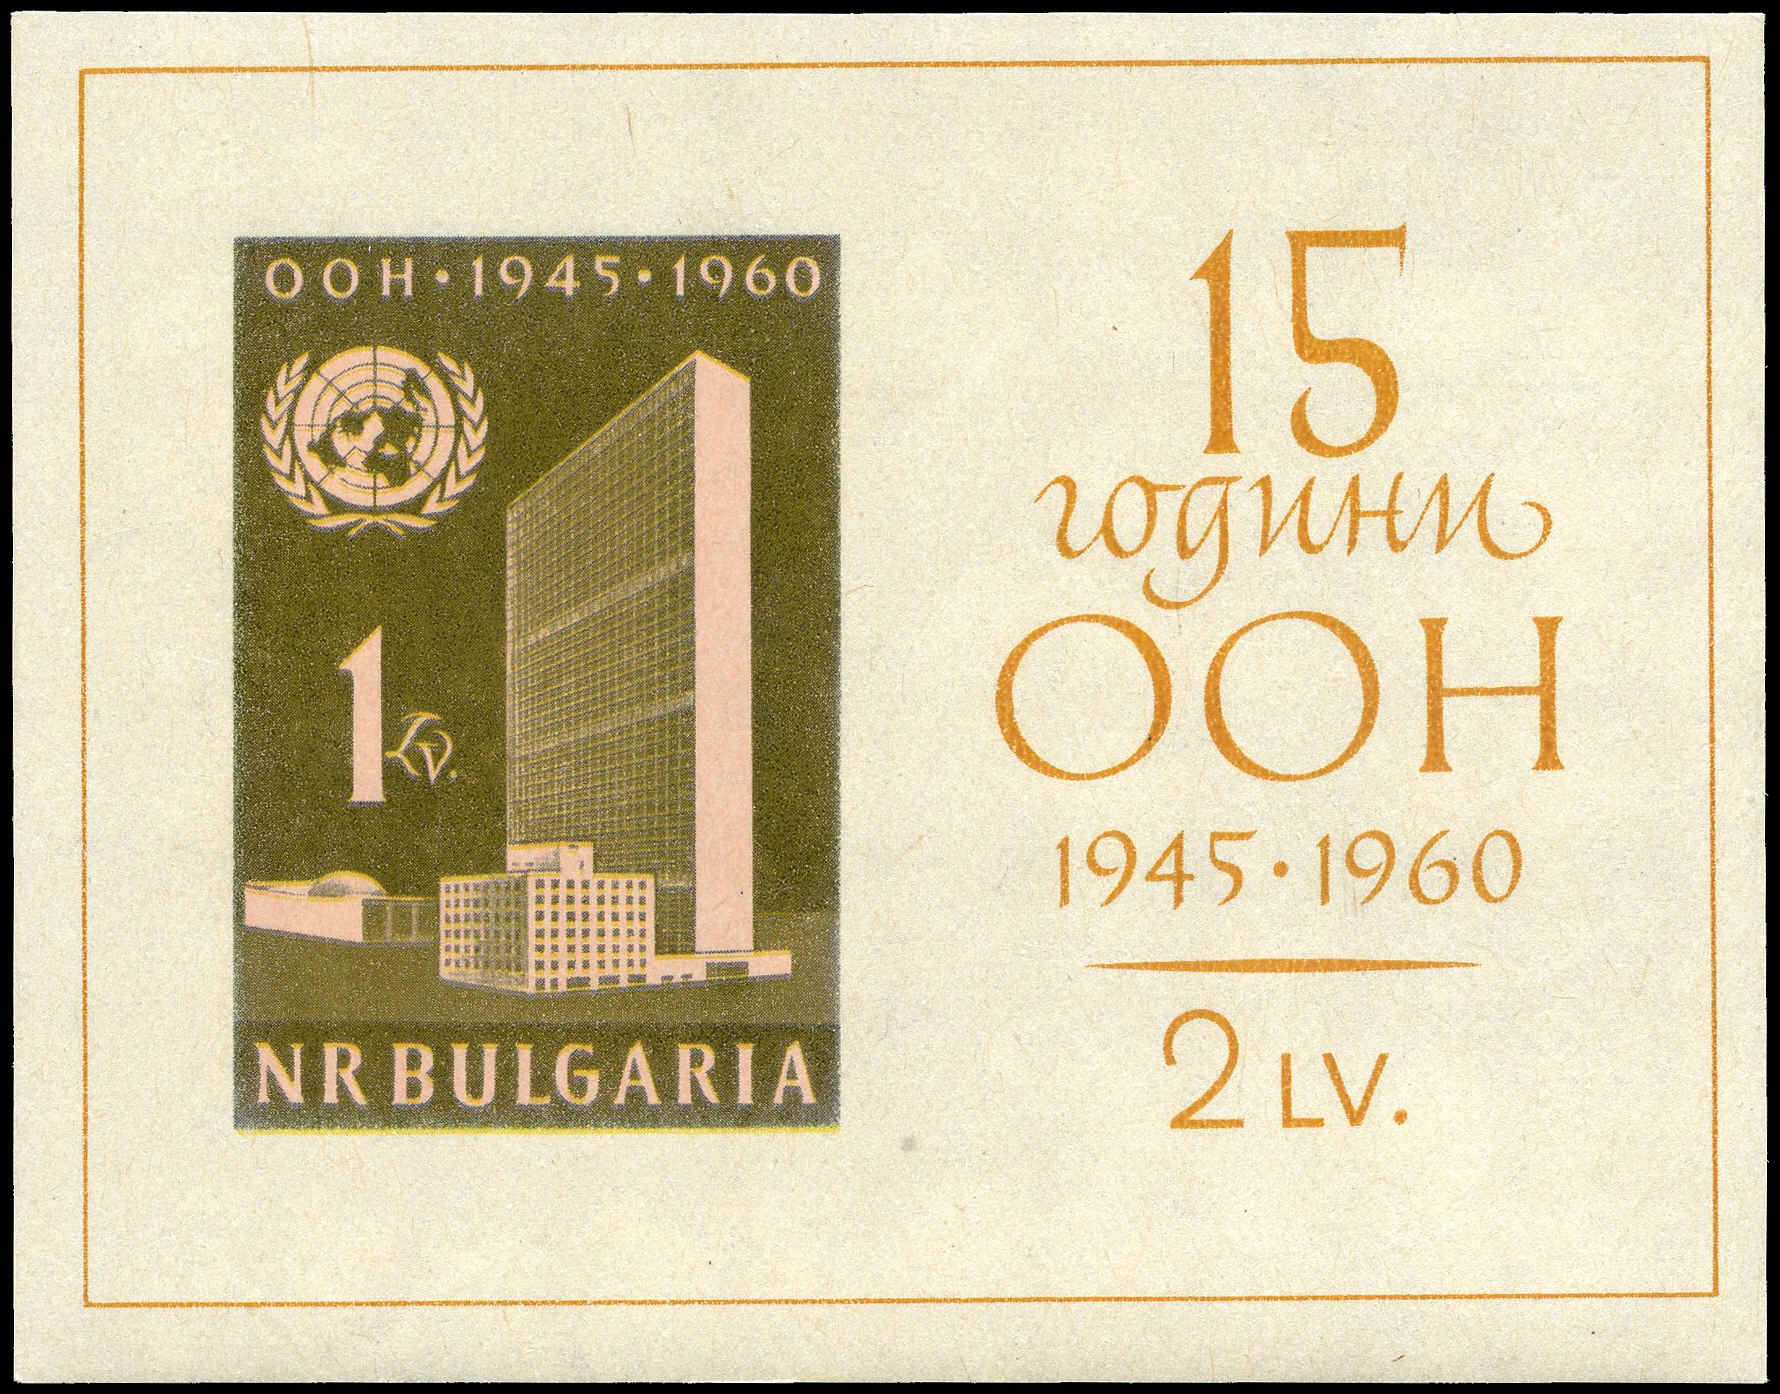 ООН · 1945 · 1960
1 Lv.
NR BULGARIA
15
години
ООН
1945 · 1960
2 LV.